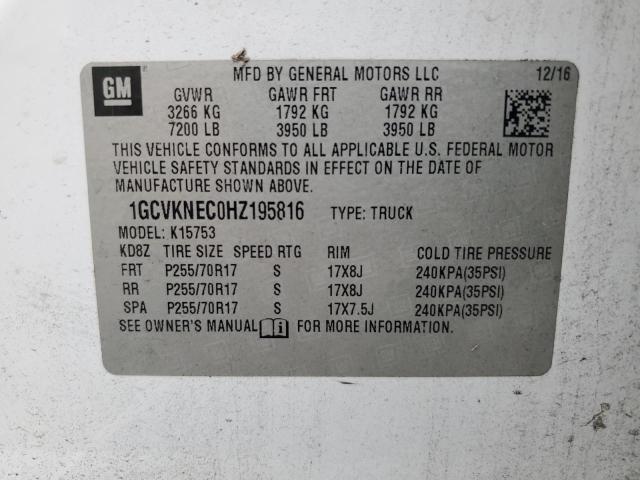 GM MFD BY GENERAL MOTORS LLC 12/16
GVWR GAWR FRT GAWR RR
3266 KG 1792 KG 1792 KG
7200 LB 3950 LB 3950 LB
THIS VEHICLE CONFORMS TO ALL APPLICABLE U.S. FEDERAL MOTOR
VEHICLE SAFETY STANDARDS IN EFFECT ON THE DATE OF
MANUFACTURE SHOWN ABOVE.
1GCVKNEC0HZ195816 TYPE: TRUCK
MODEL: K15753
KD8Z TIRE SIZE SPEED RTG RIM COLD TIRE PRESSURE
FRT P255/70R17 S 17X8J 240KPA(35PSI)
RR P255/70R17 S 17X8J 240KPA(35PSI)
SPA P255/70R17 S 17X7.5J 240KPA(35PSI)
SEE OWNER'S MANUAL i FOR MORE INFORMATION.